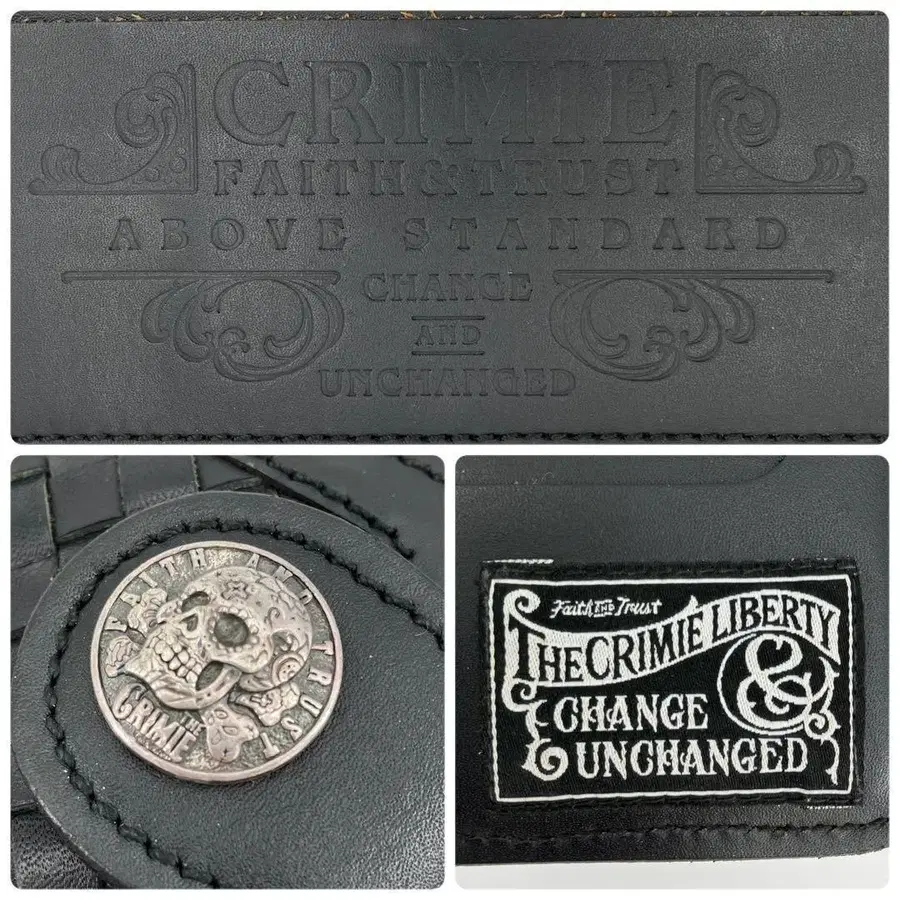 CRIMIE
FAITH&TRUST
ABOVE STANDARD
CHANGE
AND
UNCHANGED
FAITH AND TRUST
THE
CRIMIE
Faith AND Trust
THE CRIMIE LIBERTY
&
CHANGE
UNCHANGED